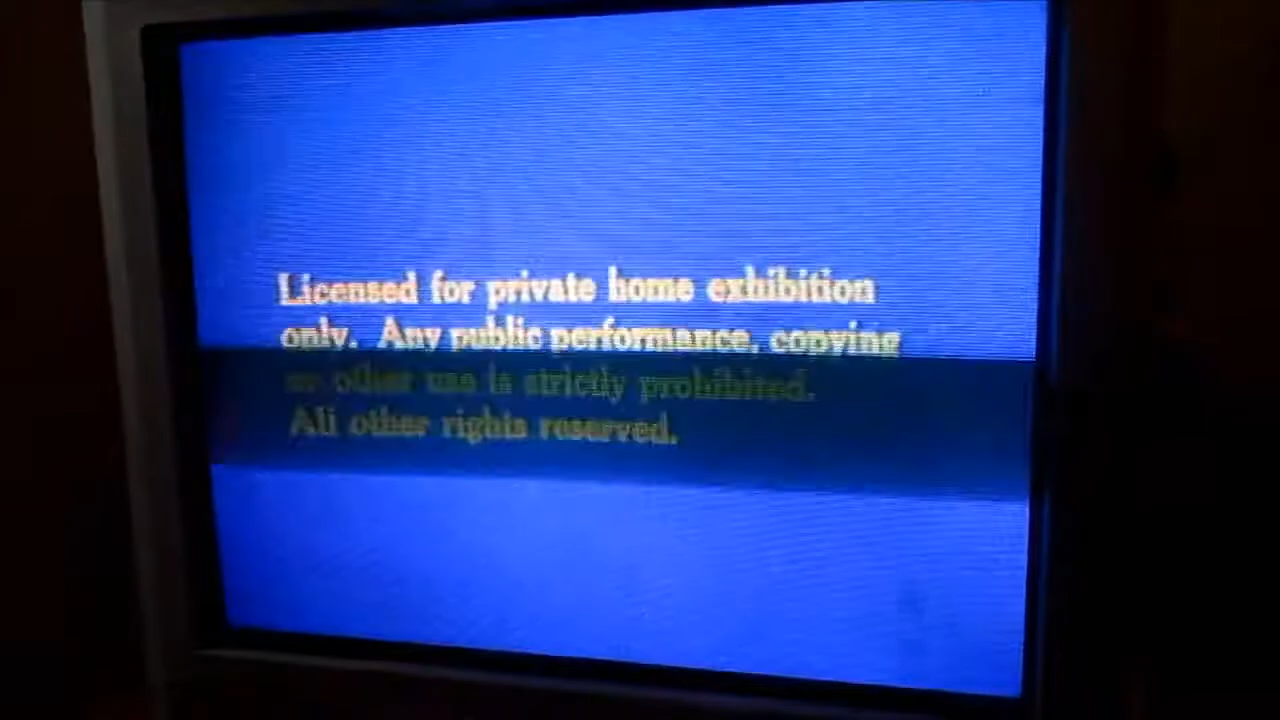 Licensed for private home exhibition
only. Any public performance, copying
or other use is strictly prohibited.
All other rights reserved.